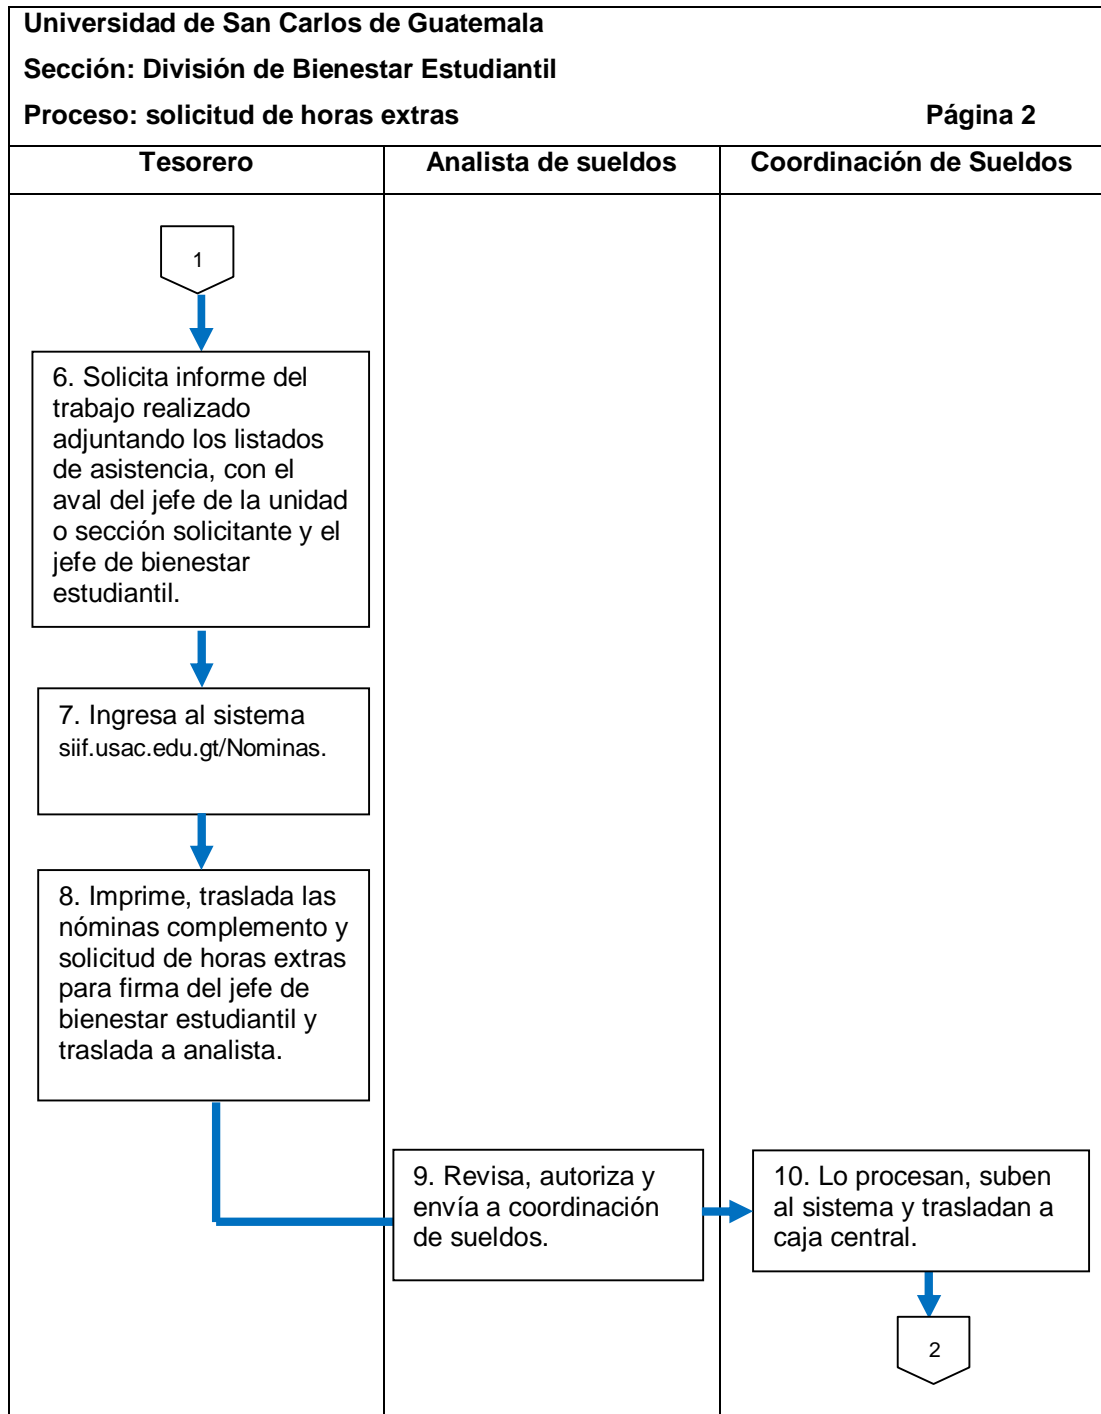 Universidad de San Carlos de Guatemala
Sección: División de Bienestar Estudiantil
Proceso: solicitud de horas extras Página 2
Tesorero Analista de sueldos Coordinación de Sueldos
1
6. Solicita informe del
trabajo realizado
adjuntando los listados
de asistencia, con el
aval del jefe de la unidad
o sección solicitante y el
jefe de bienestar
estudiantil.
7. Ingresa al sistema
siif.usac.edu.gt/Nominas.
8. Imprime, traslada las
nóminas complemento y
solicitud de horas extras
para firma del jefe de
bienestar estudiantil y
traslada a analista.
9. Revisa, autoriza y
envía a coordinación
de sueldos.
10. Lo procesan, suben
al sistema y trasladan a
caja central.
2